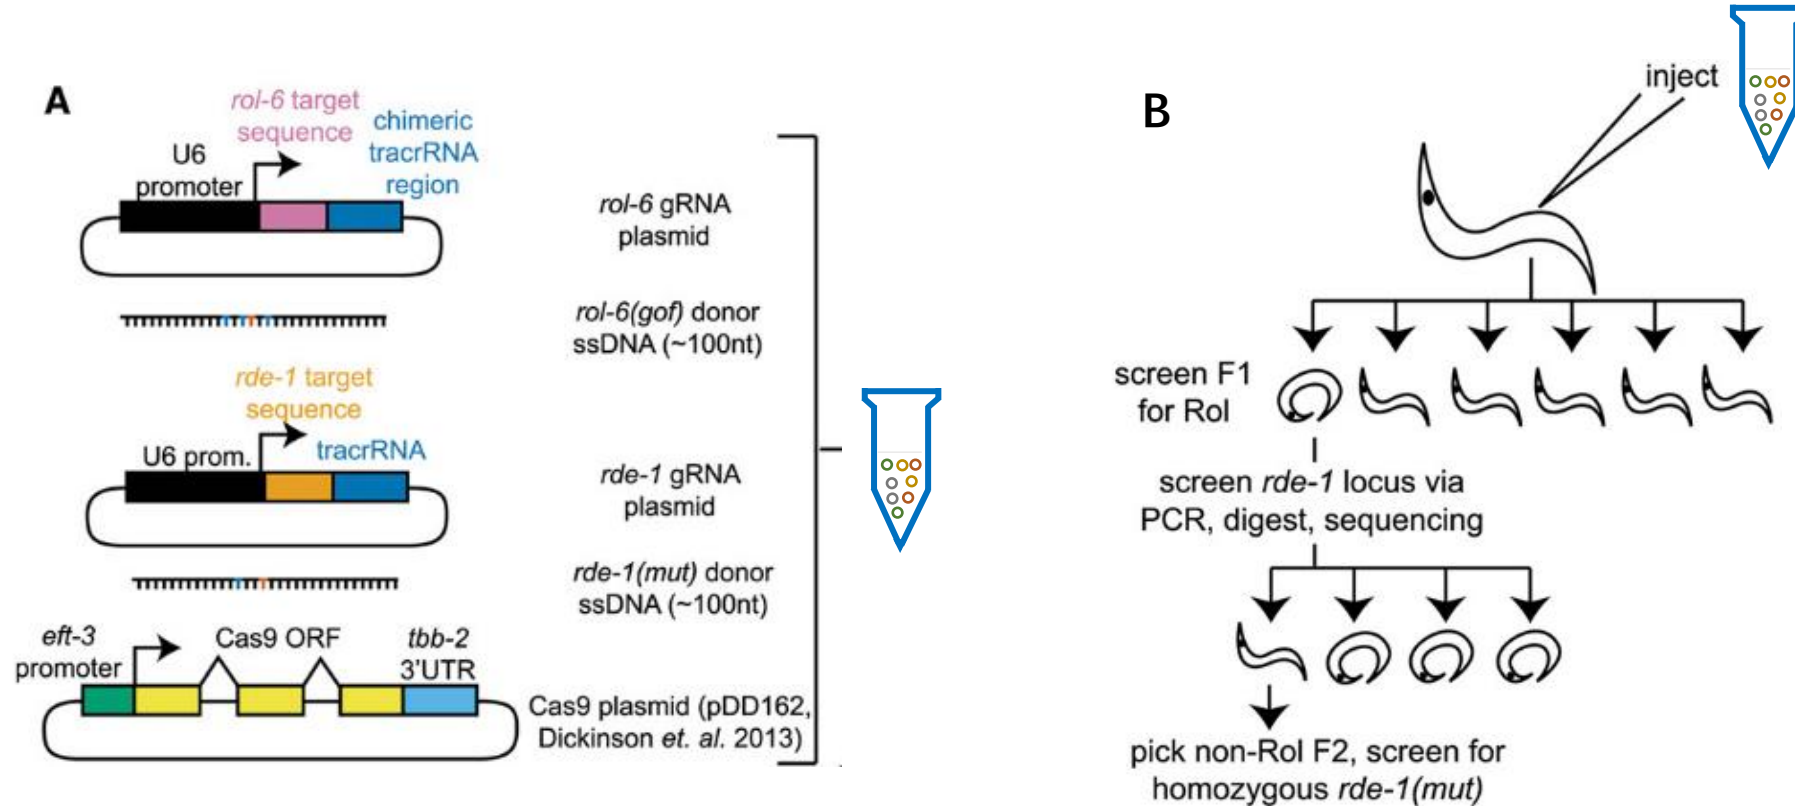 A
rol-6 target
sequence
chimeric
tracrRNA
region
U6
promoter
rol-6 gRNA
plasmid
rol-6(gof) donor
ssDNA (~100nt)
rde-1 target
sequence
U6 prom.
tracrRNA
rde-1 gRNA
plasmid
rde-1(mut) donor
ssDNA (~100nt)
eft-3
promoter
Cas9 ORF
tbb-2
3'UTR
Cas9 plasmid (pDD162,
Dickinson et. al. 2013)
B
inject
screen F1
for Rol
screen rde-1 locus via
PCR, digest, sequencing
pick non-Rol F2, screen for
homozygous rde-1(mut)